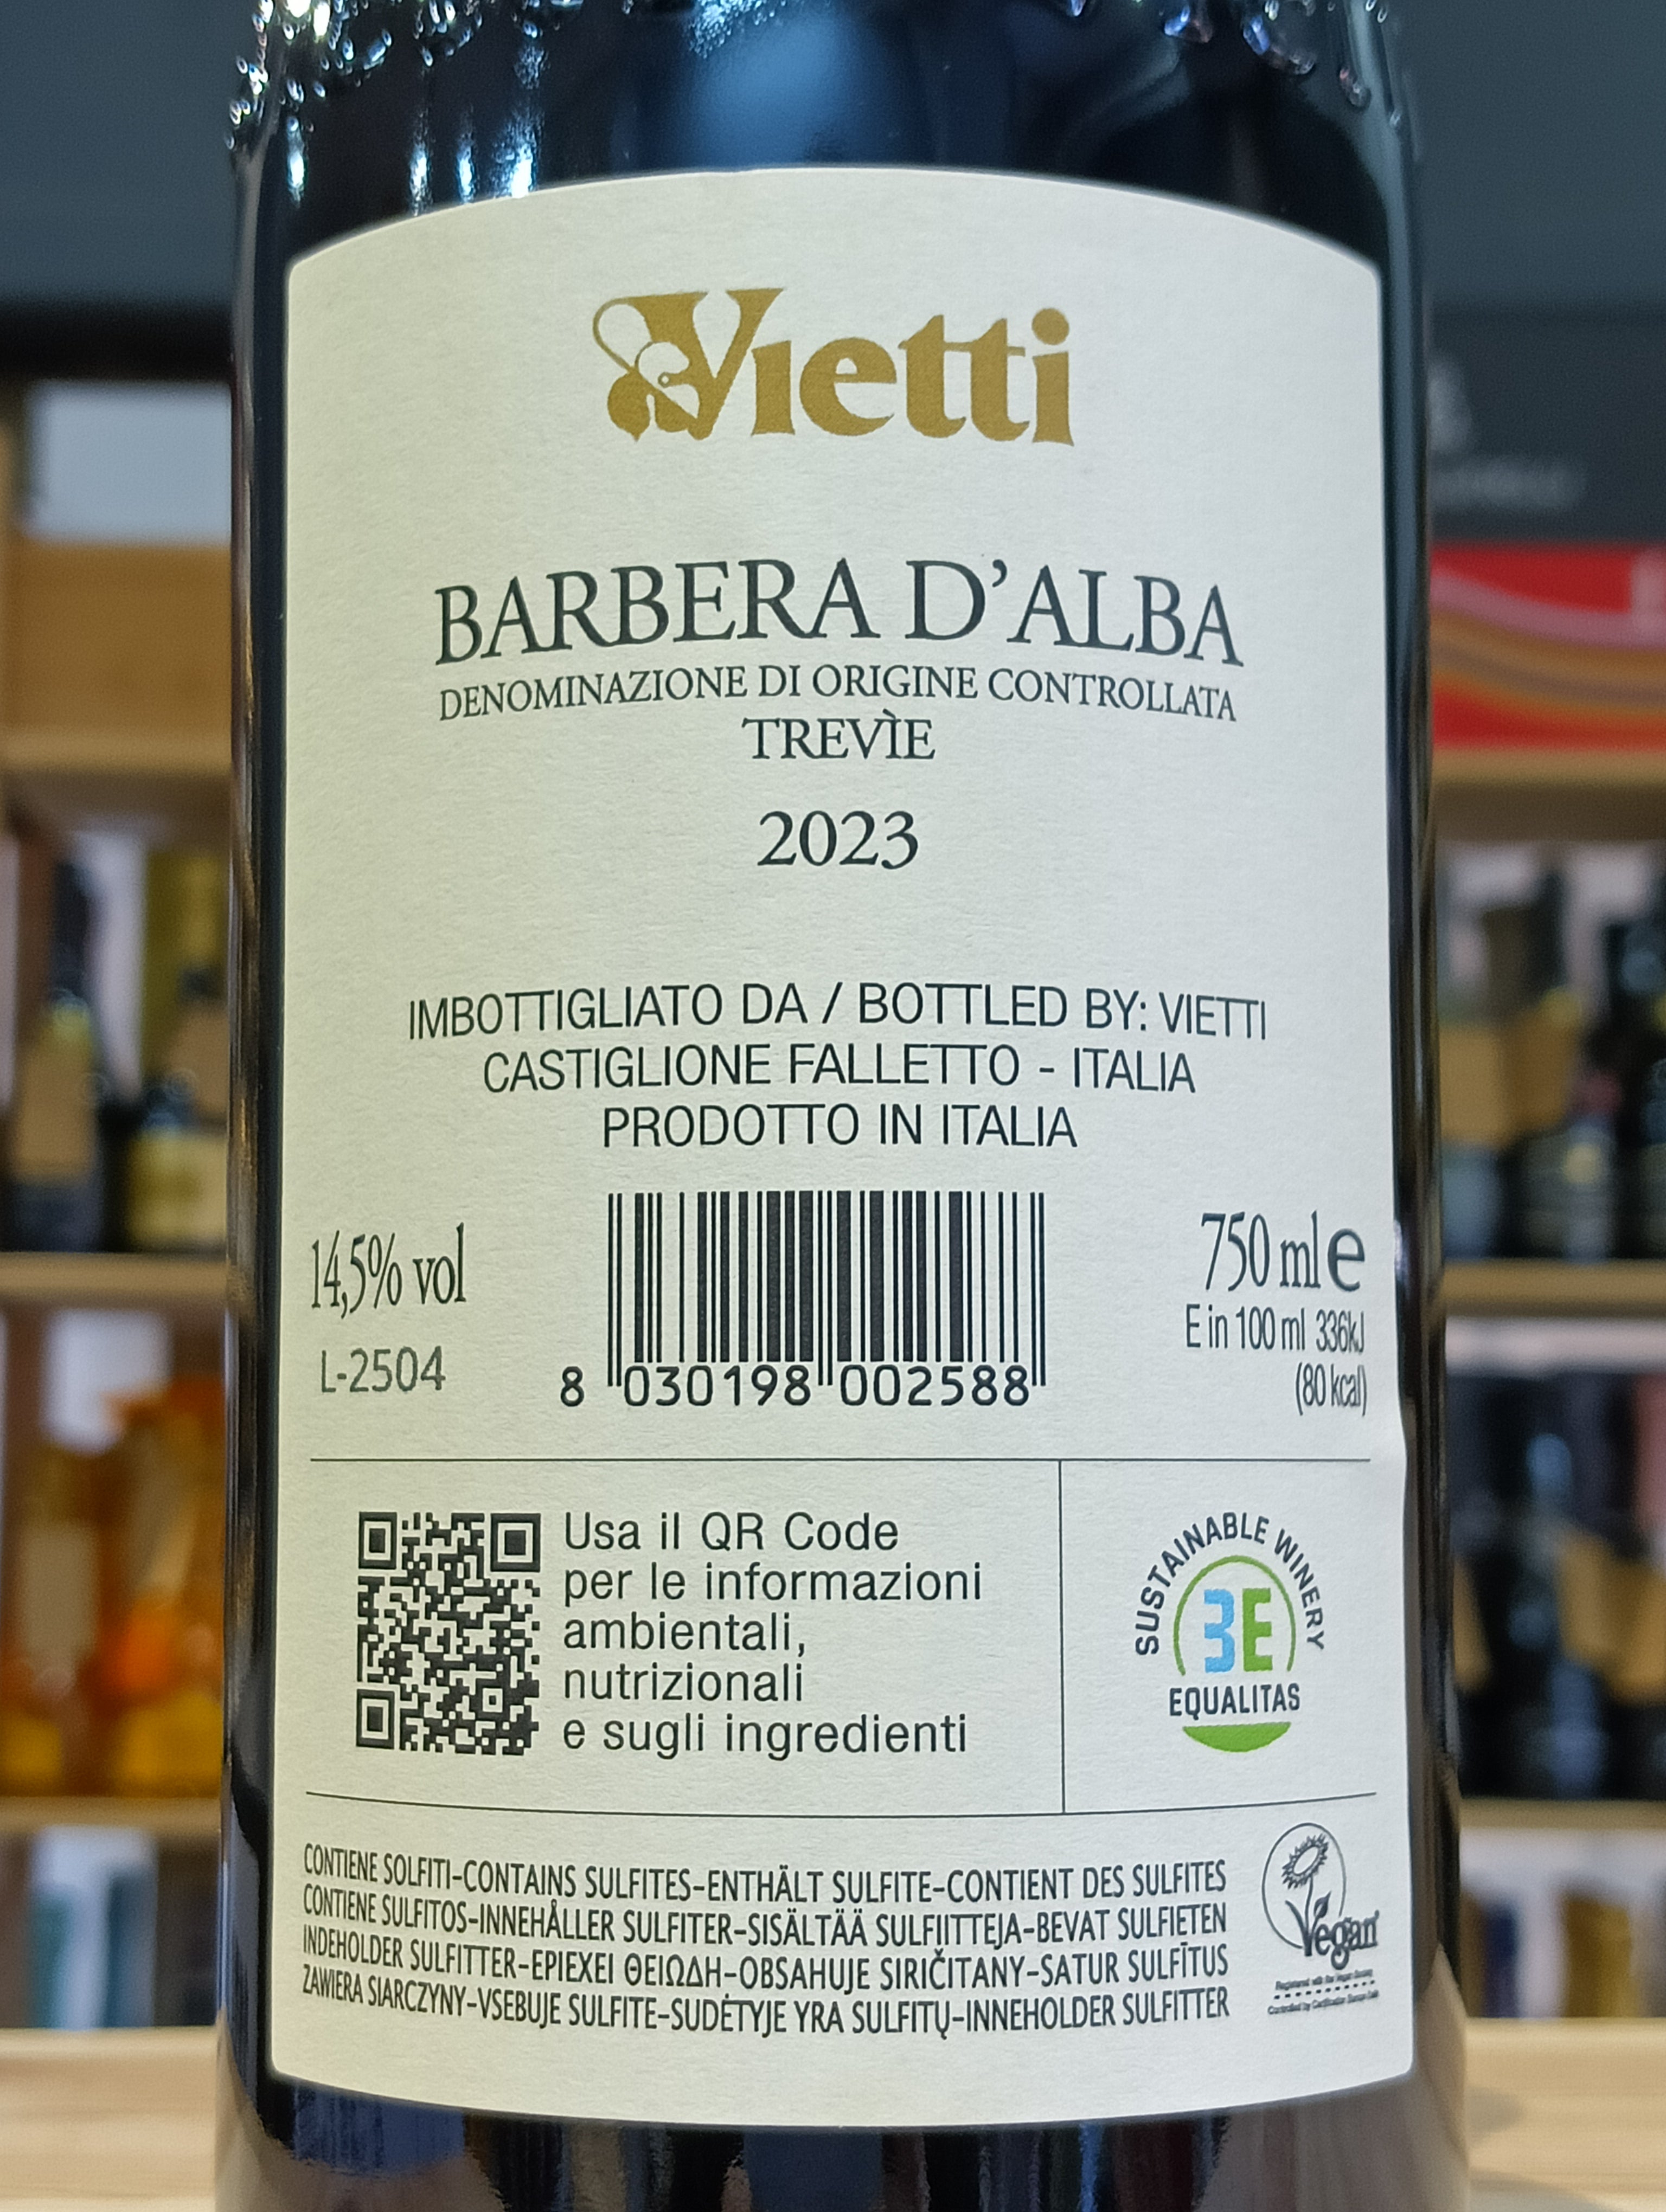 Vietti
BARBERA D'ALBA
DENOMINAZIONE DI ORIGINE CONTROLLATA
TREVÌE
2023
IMBOTTIGLIATO DA / BOTTLED BY: VIETTI
CASTIGLIONE FALLETTO - ITALIA
PRODOTTO IN ITALIA
14,5% vol
L-2504
8 030198 002588
750 ml e
E in 100 ml 336kJ
(80 kcal)
Usa il QR Code
per le informazioni
ambientali,
nutrizionali
e sugli ingredienti
SUSTAINABLE WINERY
3E
EQUALITAS
CONTIENE SOLFITI-CONTAINS SULFITES-ENTHÄLT SULFITE-CONTIENT DES SULFITES
CONTIENE SULFITOS-INNEHÅLLER SULFITER-SISÄLTÄÄ SULFIITTEJA-BEVAT SULFIETEN
INDEHOLDER SULFITTER-EPIEXEI ΘΕΙΩΔΗ-OBSAHUJE SIRIČITANY-SATUR SULFĪTUS
ZAWIERA SIARCZYNY-VSEBUJE SULFITE-SUDĖTYJE YRA SULFITŲ-INNEHOLDER SULFITTER
Vegan